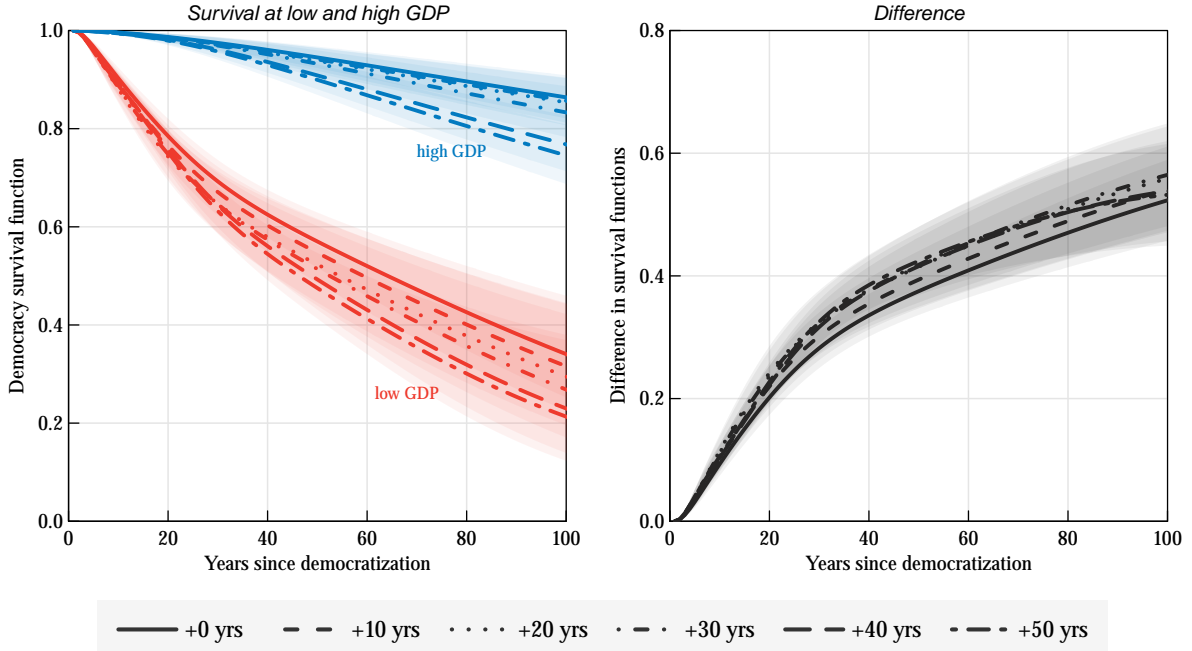 Survival at low and high GDP
Difference
Democracy survival function
1.0
0.8
0.6
0.4
0.2
0.0
high GDP
low GDP
0 20 40 60 80 100
Years since democratization
Difference in survival functions
0.8
0.6
0.4
0.2
0.0
0 20 40 60 80 100
Years since democratization
+0 yrs +10 yrs +20 yrs +30 yrs +40 yrs +50 yrs